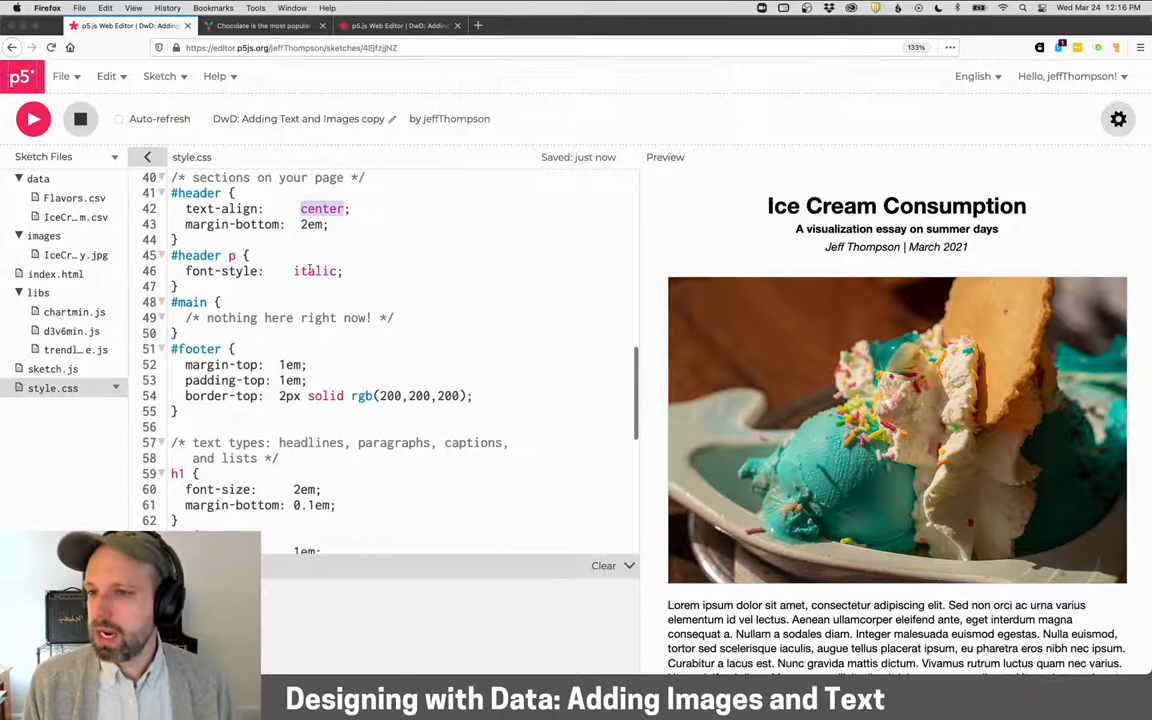 Firefox File Edit View History Bookmarks Tools Window Help
Wed Mar 24 12:16 PM
p5.js Web Editor | DwD: Adding
Chocolate is the most popular
p5.js Web Editor | DwD: Adding
https://editor.p5js.org/jeffThompson/sketches/4EjfzjjNZ
133%
p5* File Edit Sketch Help
English Hello, jeffThompson!
Auto-refresh DwD: Adding Text and Images copy by jeffThompson
Sketch Files
style.css
Saved: just now
Preview
data
Flavors.csv
IceCr...m.csv
images
IceCr...y.jpg
index.html
libs
chartmin.js
d3v6min.js
trendl...e.js
sketch.js
style.css
40 /* sections on your page */
41 #header {
42 text-align: center;
43 margin-bottom: 2em;
44 }
45 #header p {
46 font-style: italic;
47 }
48 #main {
49 /* nothing here right now! */
50 }
51 #footer {
52 margin-top: 1em;
53 padding-top: 1em;
54 border-top: 2px solid rgb(200,200,200);
55 }
56
57 /* text types: headlines, paragraphs, captions,
58 and lists */
59 h1 {
60 font-size: 2em;
61 margin-bottom: 0.1em;
62 }
1em;
Clear
Ice Cream Consumption
A visualization essay on summer days
Jeff Thompson | March 2021
Lorem ipsum dolor sit amet, consectetur adipiscing elit. Sed non orci ac urna varius
elementum id vel lectus. Aenean ullamcorper eleifend ante, eget interdum magna
consequat a. Nullam a sodales diam. Integer malesuada euismod egestas. Nulla euismod,
tortor sed scelerisque iaculis, augue tellus placerat ipsum, eu pharetra eros nibh nec ipsum.
Curabitur a lacus est. Nunc gravida mattis dictum. Vivamus rutrum luctus quam nec varius.
Designing with Data: Adding Images and Text